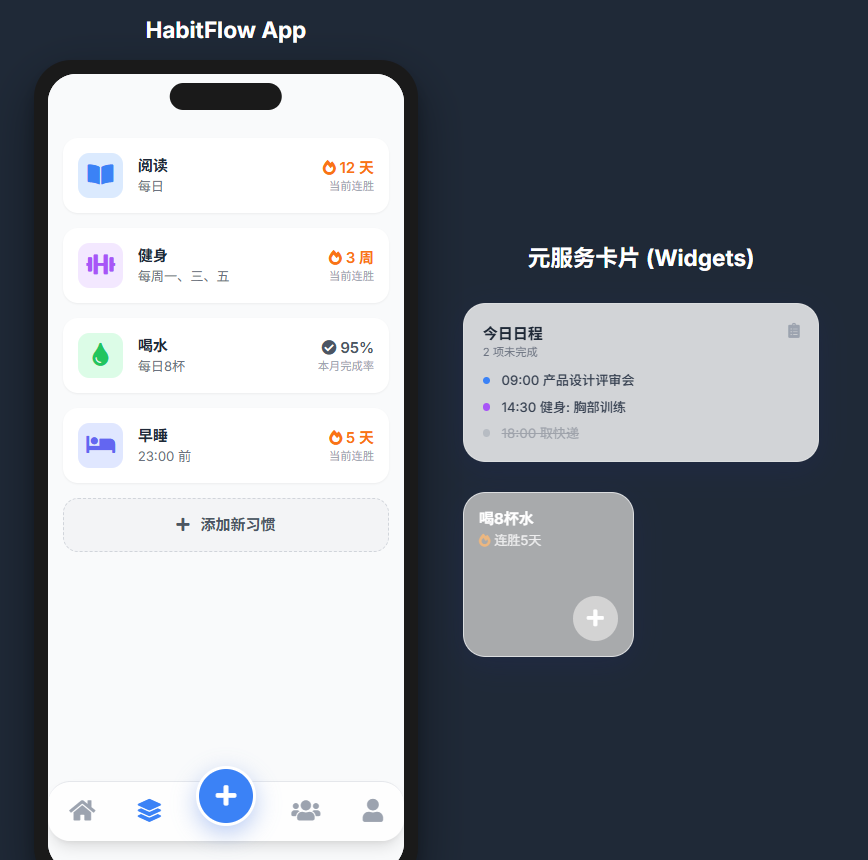 HabitFlow App
阅读
每日
12 天
当前连胜
健身
每周一、三、五
3 周
当前连胜
喝水
每日8杯
95%
本月完成率
早睡
23:00 前
5 天
当前连胜
添加新习惯
元服务卡片 (Widgets)
今日日程
2 项未完成
09:00 产品设计评审会
14:30 健身: 胸部训练
18:00 取快递
喝8杯水
连胜5天